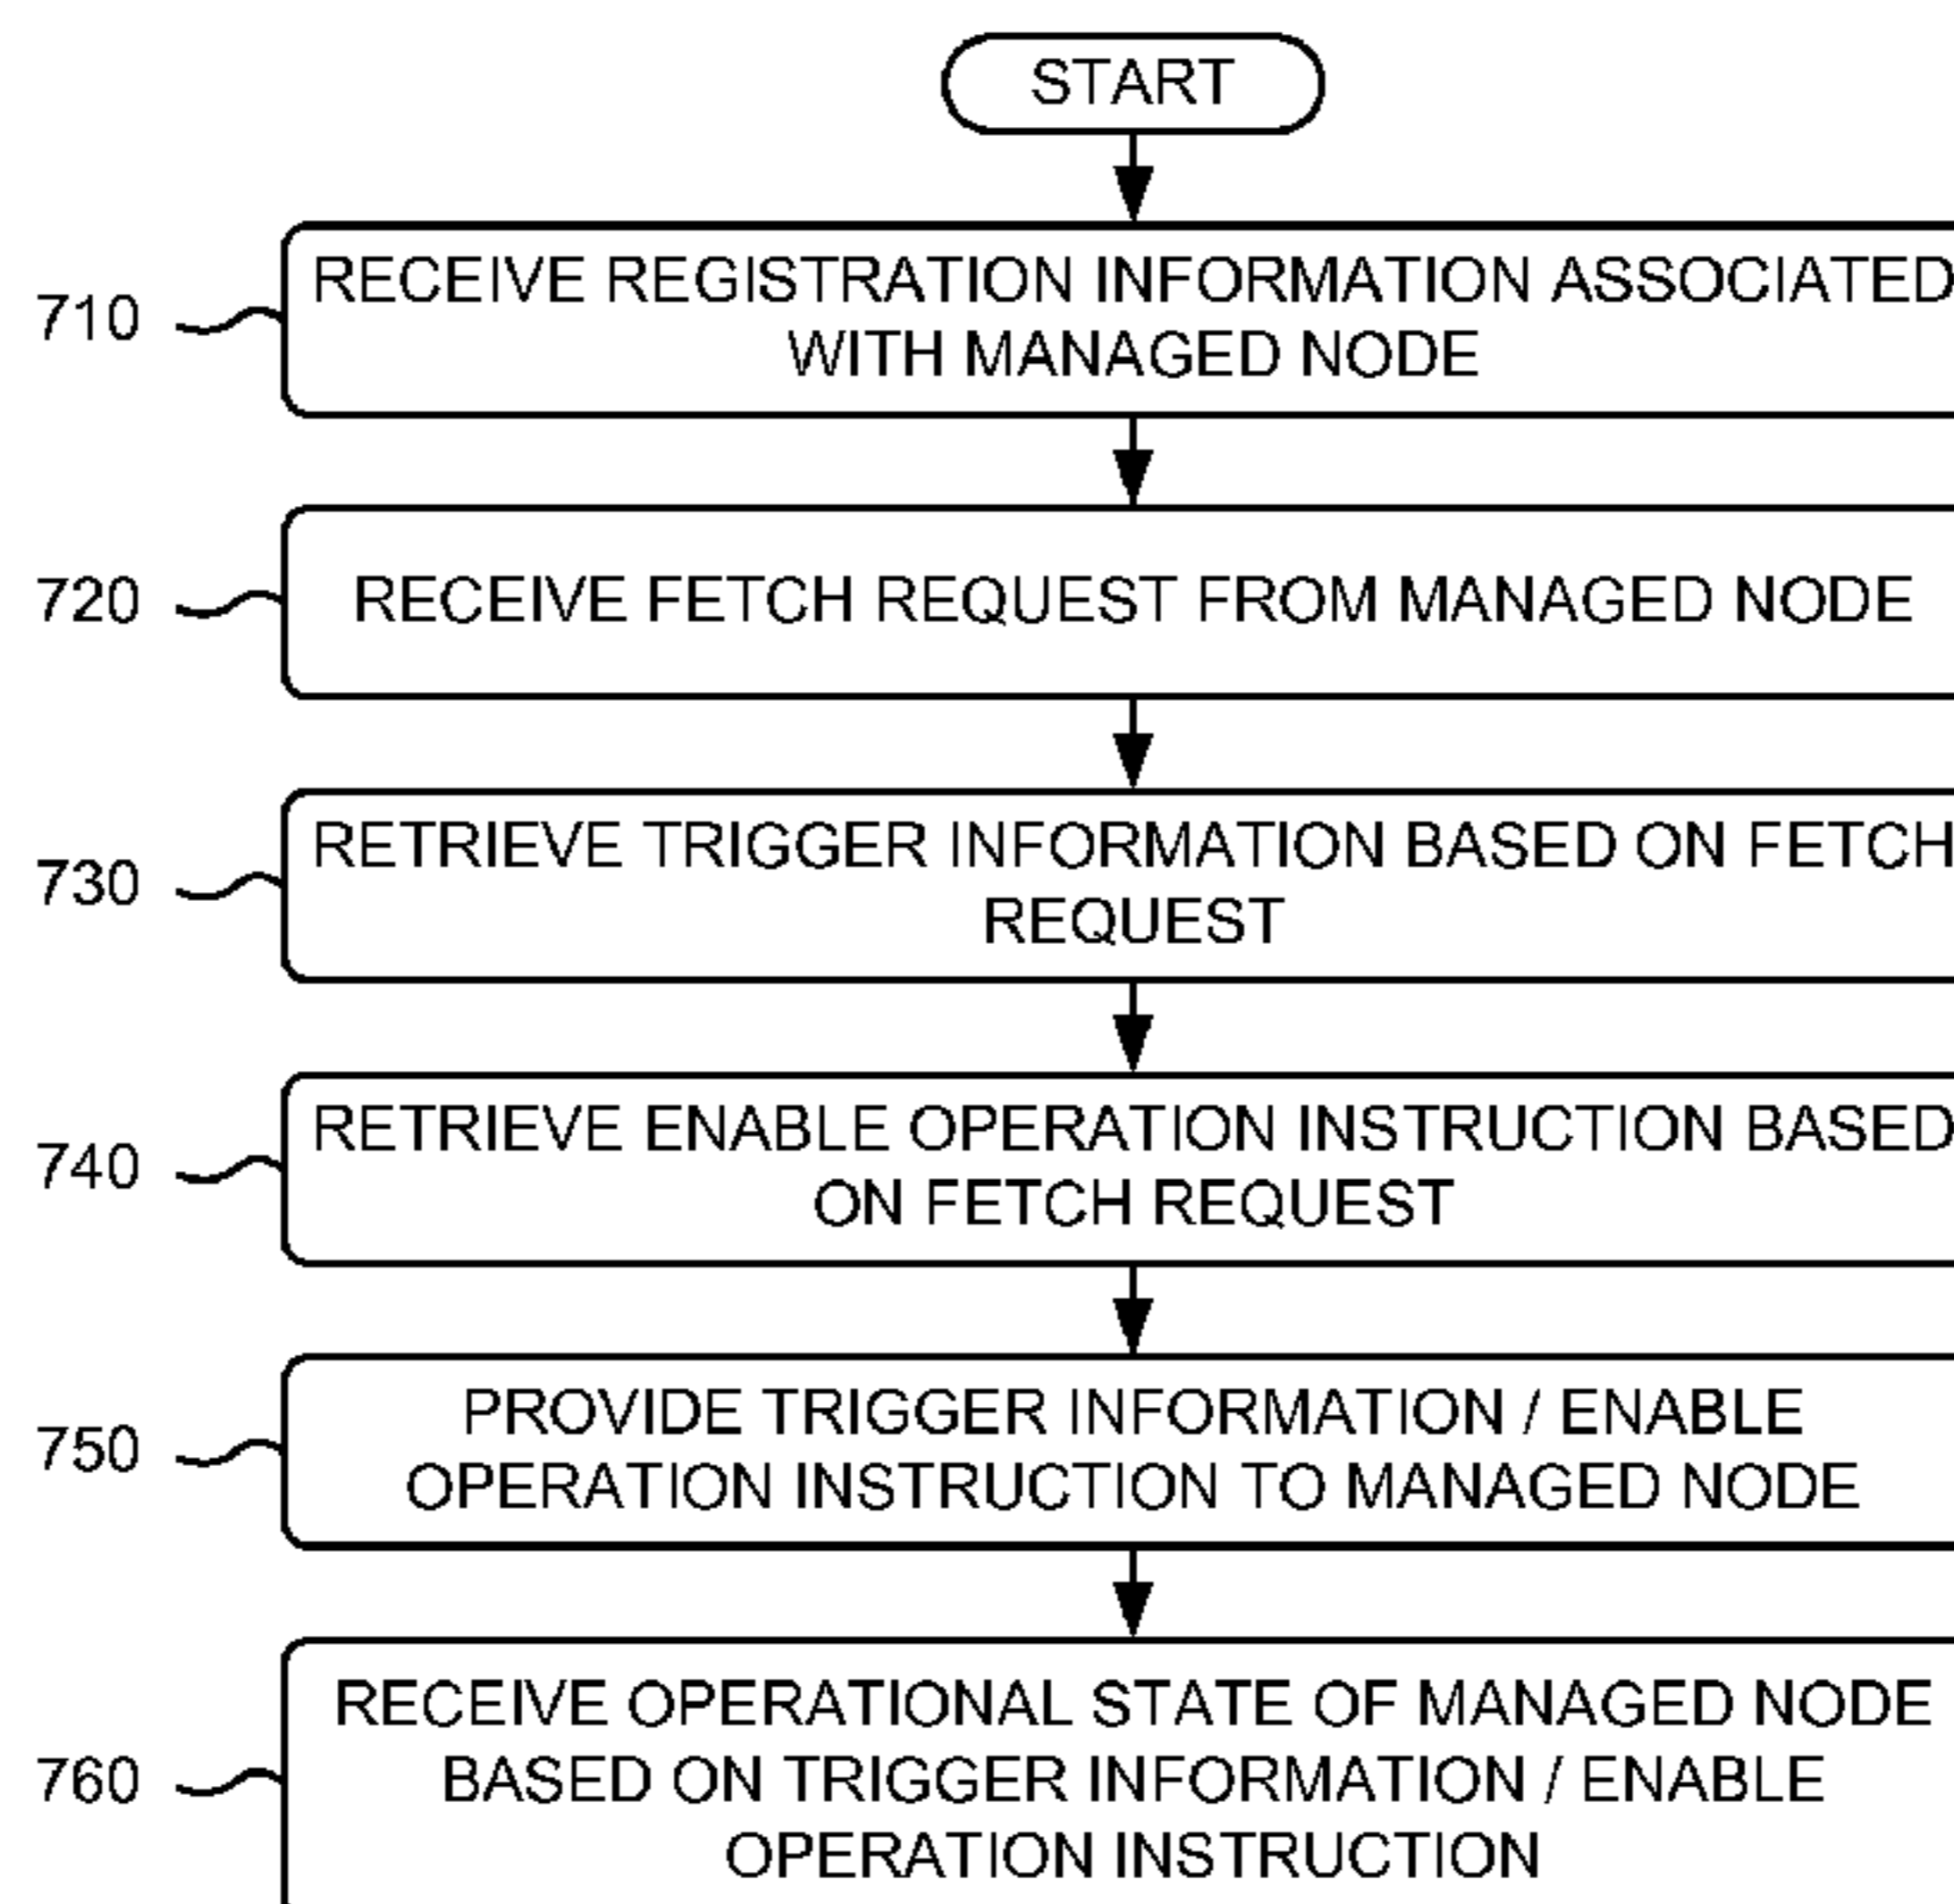 START
710
RECEIVE REGISTRATION INFORMATION ASSOCIATED
WITH MANAGED NODE
720
RECEIVE FETCH REQUEST FROM MANAGED NODE
730
RETRIEVE TRIGGER INFORMATION BASED ON FETCH
REQUEST
740
RETRIEVE ENABLE OPERATION INSTRUCTION BASED
ON FETCH REQUEST
750
PROVIDE TRIGGER INFORMATION / ENABLE
OPERATION INSTRUCTION TO MANAGED NODE
760
RECEIVE OPERATIONAL STATE OF MANAGED NODE
BASED ON TRIGGER INFORMATION / ENABLE
OPERATION INSTRUCTION